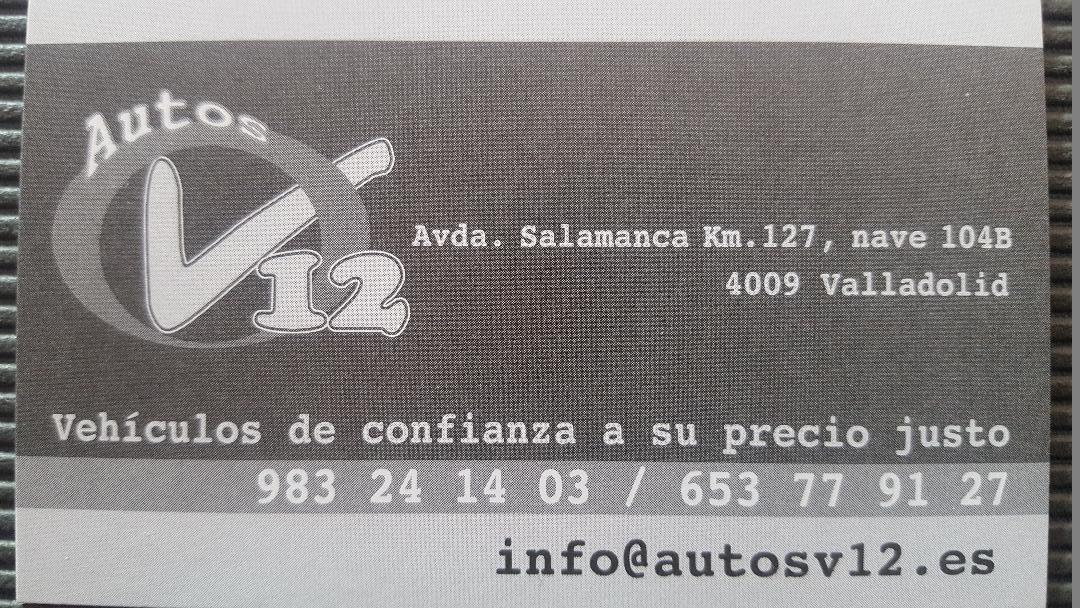 Autos
V12
Avda. Salamanca Km.127, nave 104B
4009 Valladolid
Vehículos de confianza a su precio justo
983 24 14 03 / 653 77 91 27
info@autosv12.es